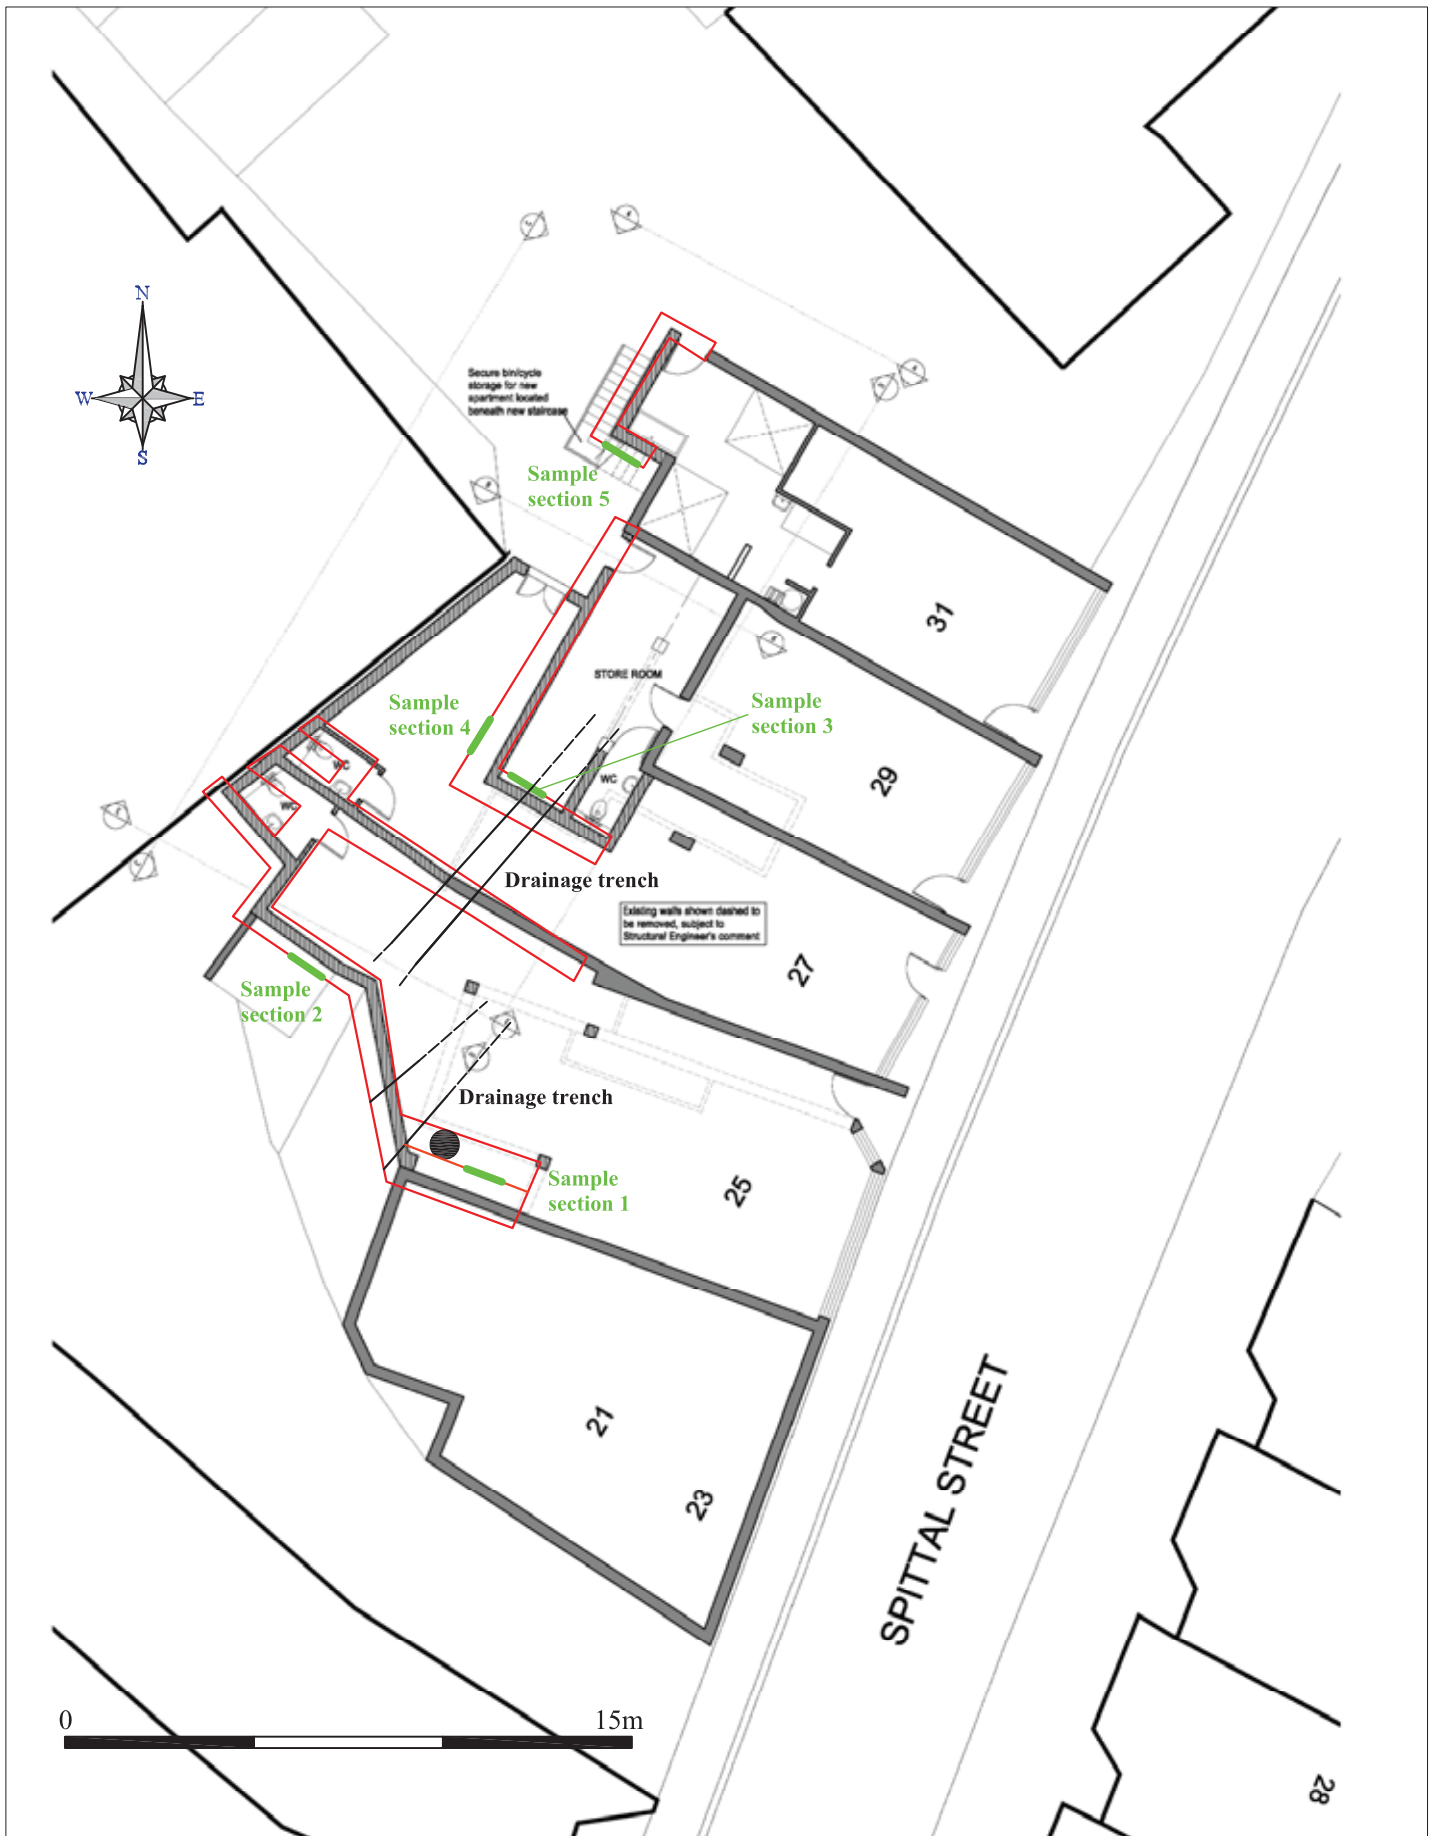 N
W E
S
Secure bin/cycle
storage for new
apartment located
beneath new staircase
Sample
section 5
31
STORE ROOM
Sample
section 4
Sample
section 3
29
WC
WC
WC
Drainage trench
Existing walls shown dashed to
be removed, subject to
Structural Engineer's comment
27
Sample
section 2
Drainage trench
Sample
section 1
25
21
23
SPITTAL STREET
0 15m
28